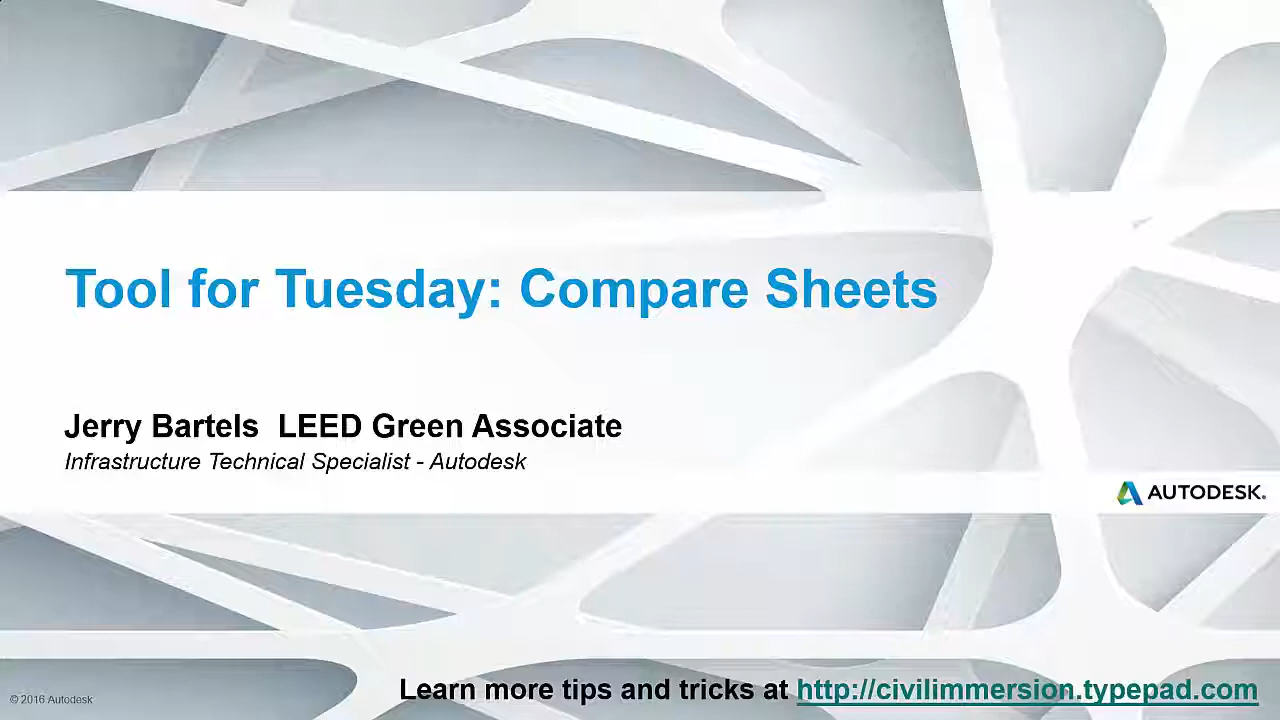 Tool for Tuesday: Compare Sheets
Jerry Bartels  LEED Green Associate
Infrastructure Technical Specialist - Autodesk
AUTODESK.
Learn more tips and tricks at http://civilimmersion.typepad.com
© 2016 Autodesk